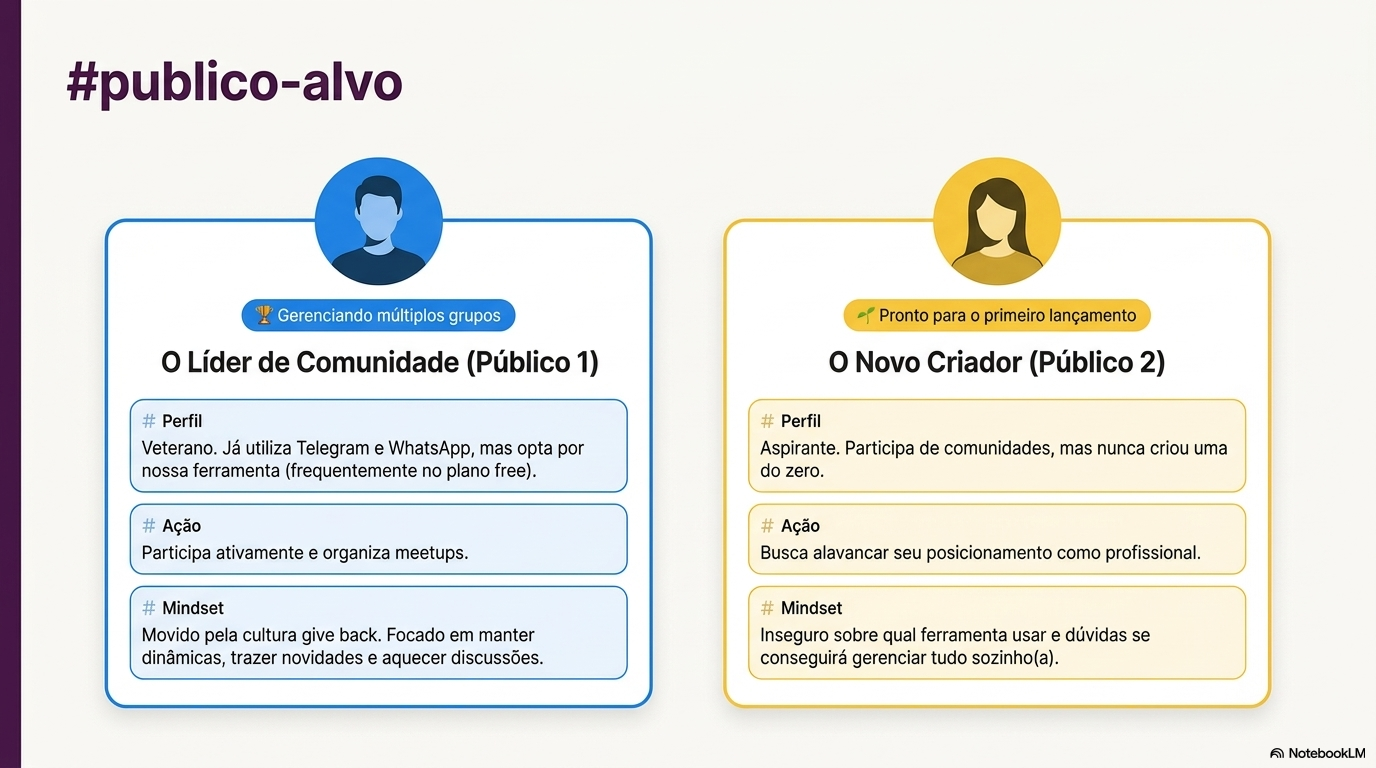 #publico-alvo
🏆 Gerenciando múltiplos grupos
O Líder de Comunidade (Público 1)
# Perfil
Veterano. Já utiliza Telegram e WhatsApp, mas opta por
nossa ferramenta (frequentemente no plano free).
# Ação
Participa ativamente e organiza meetups.
# Mindset
Movido pela cultura give back. Focado em manter
dinâmicas, trazer novidades e aquecer discussões.
🌱 Pronto para o primeiro lançamento
O Novo Criador (Público 2)
# Perfil
Aspirante. Participa de comunidades, mas nunca criou uma
do zero.
# Ação
Busca alavancar seu posicionamento como profissional.
# Mindset
Inseguro sobre qual ferramenta usar e dúvidas se
conseguirá gerenciar tudo sozinho(a).
NotebookLM